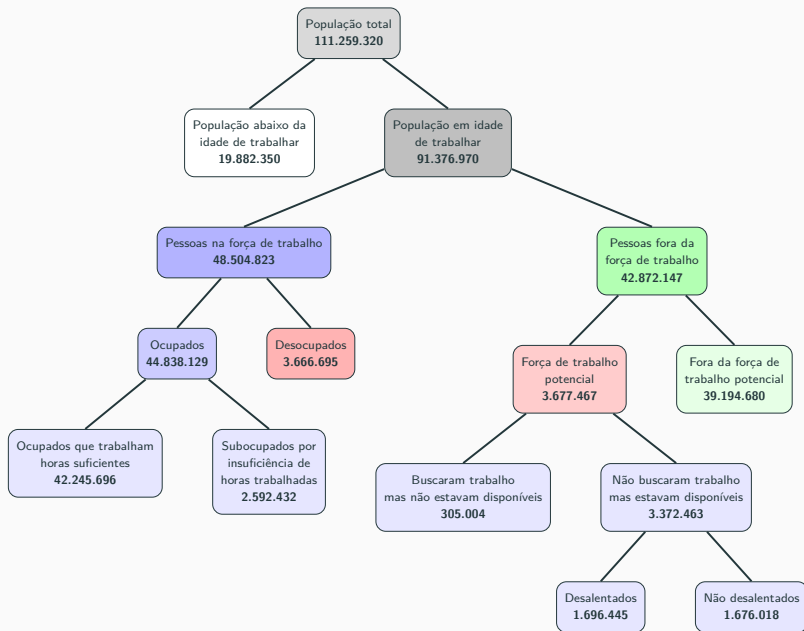 População total
111.259.320
População abaixo da
idade de trabalhar
19.882.350
População em idade
de trabalhar
91.376.970
Pessoas na força de trabalho
48.504.823
Pessoas fora da
força de trabalho
42.872.147
Ocupados
44.838.129
Desocupados
3.666.695
Força de trabalho
potencial
3.677.467
Fora da força de
trabalho potencial
39.194.680
Ocupados que trabalham
horas suficientes
42.245.696
Subocupados por
insuficiência de
horas trabalhadas
2.592.432
Buscaram trabalho
mas não estavam disponíveis
305.004
Não buscaram trabalho
mas estavam disponíveis
3.372.463
Desalentados
1.696.445
Não desalentados
1.676.018